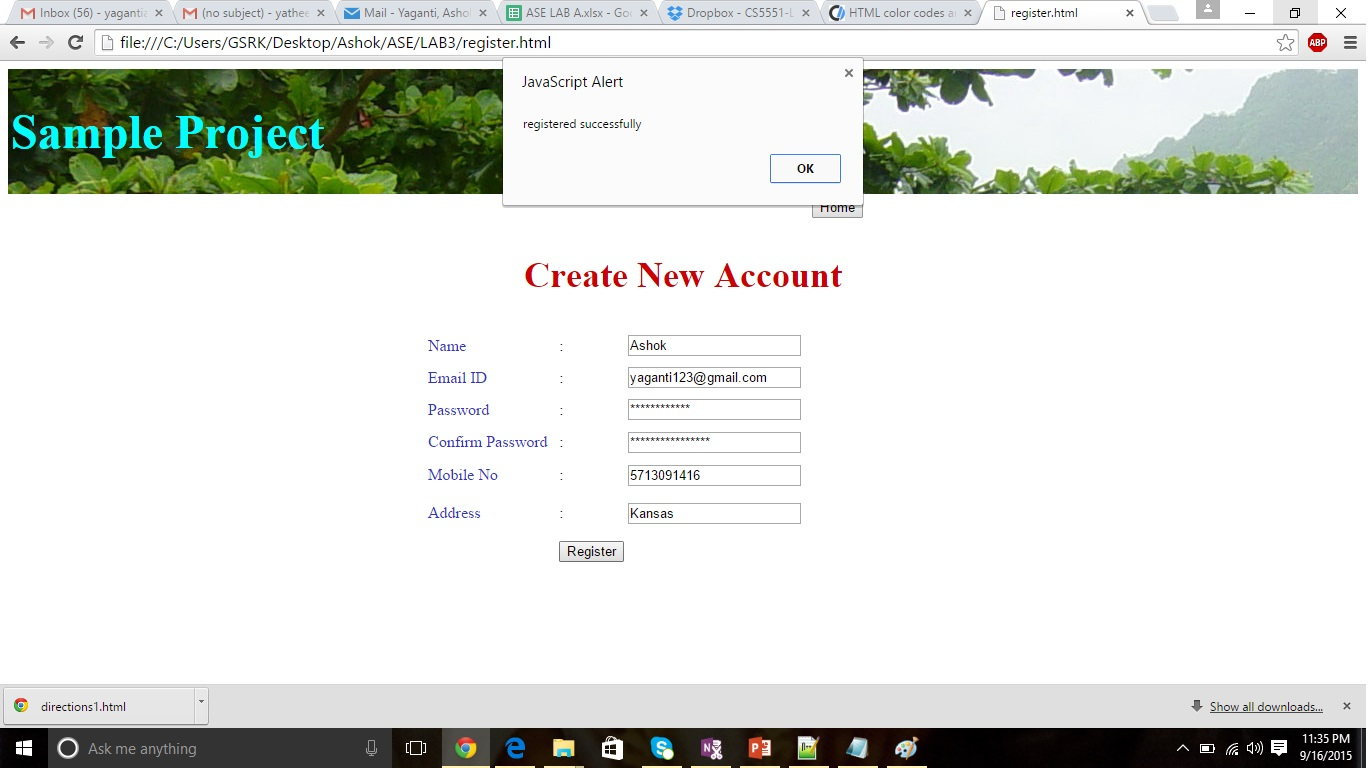 Inbox (56) - yagantia
(no subject) - yathee
Mail - Yaganti, Asho
ASE LAB A.xlsx - Goo
Dropbox - CS5551-L
HTML color codes a
register.html
file:///C:/Users/GSRK/Desktop/Ashok/ASE/LAB3/register.html
ABP
Sample Project
JavaScript Alert
registered successfully
OK
Home
Create New Account
Name : Ashok
Email ID : yaganti123@gmail.com
Password : ************
Confirm Password : ****************
Mobile No : 5713091416
Address : Kansas
Register
directions1.html
Show all downloads...
Ask me anything
11:35 PM
9/16/2015